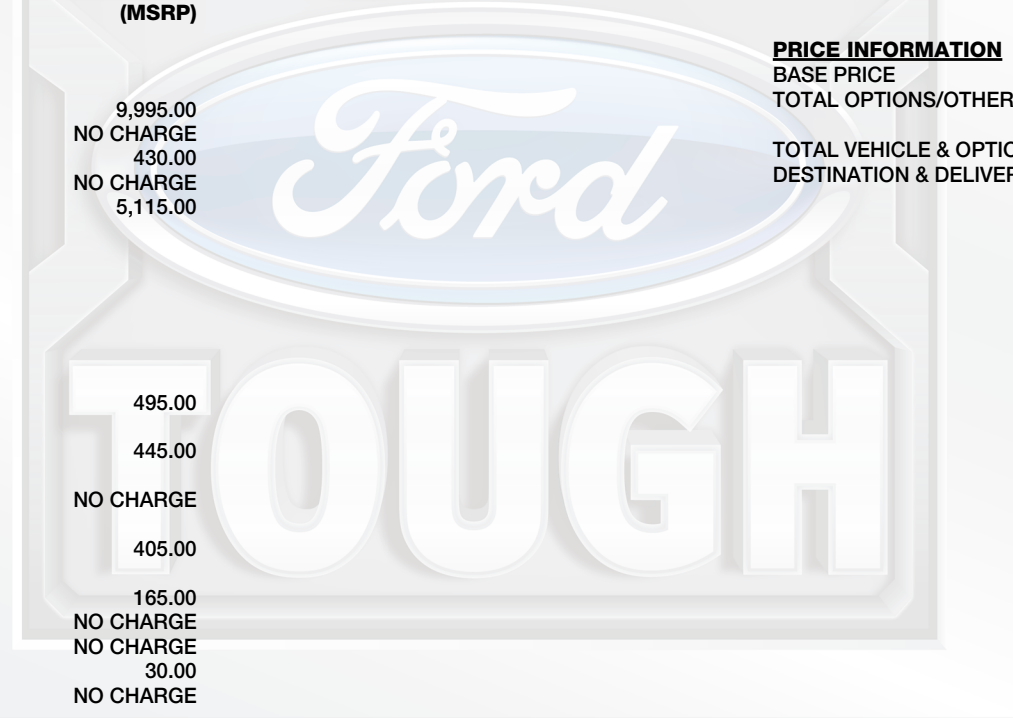 (MSRP)
9,995.00
NO CHARGE
430.00
NO CHARGE
5,115.00
495.00
445.00
NO CHARGE
405.00
165.00
NO CHARGE
NO CHARGE
30.00
NO CHARGE
PRICE INFORMATION
BASE PRICE
TOTAL OPTIONS/OTHER
TOTAL VEHICLE & OPTIO
DESTINATION & DELIVER
Ford
TOUGH